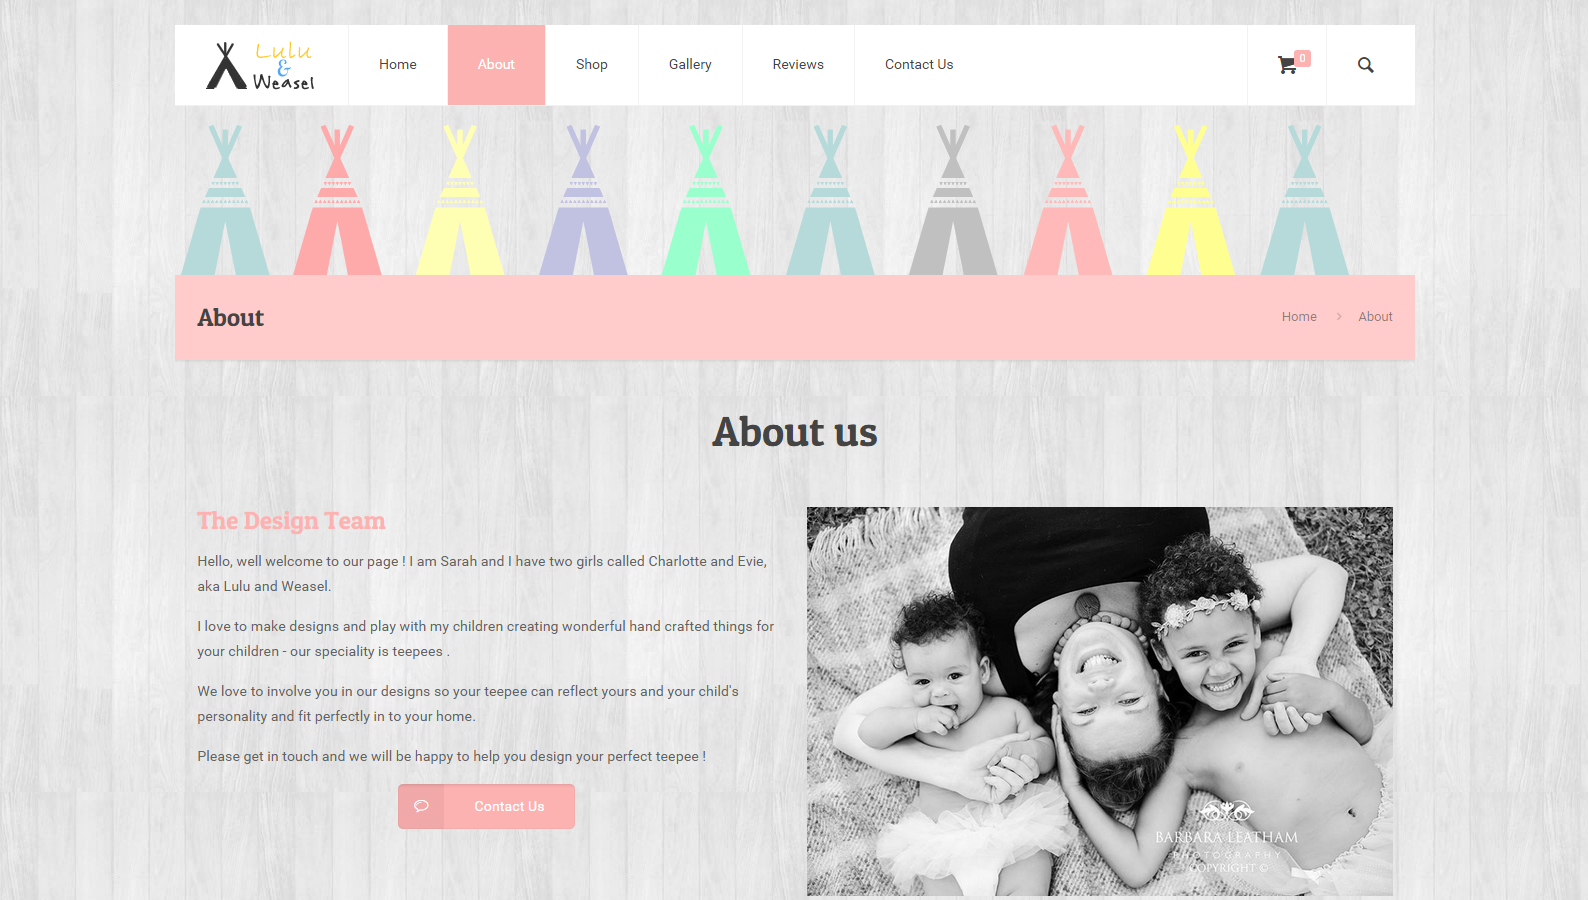 Lulu
&
Weasel
Home
About
Shop
Gallery
Reviews
Contact Us
0
About
Home
About
About us
The Design Team
Hello, well welcome to our page ! I am Sarah and I have two girls called Charlotte and Evie,
aka Lulu and Weasel.
I love to make designs and play with my children creating wonderful hand crafted things for
your children - our speciality is teepees .
We love to involve you in our designs so your teepee can reflect yours and your child's
personality and fit perfectly in to your home.
Please get in touch and we will be happy to help you design your perfect teepee !
Contact Us
BARBARA LEATHAM
PHOTOGRAPHY
COPYRIGHT ©